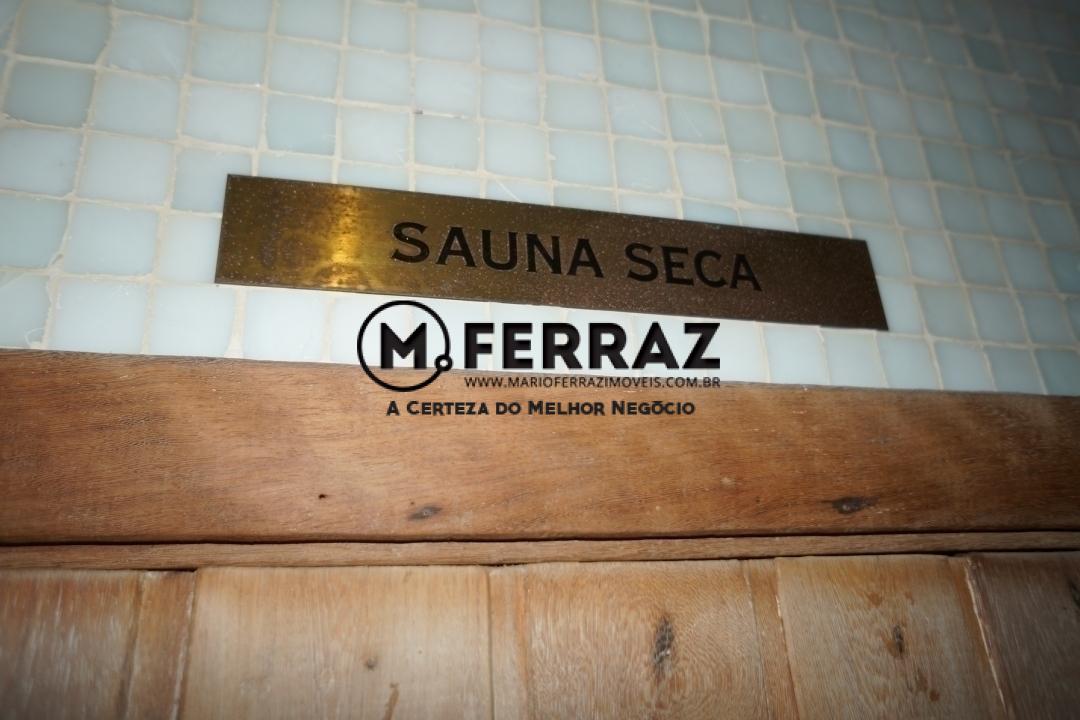 SAUNA SECA
M.FERRAZ
WWW.MARIOFERRAZIMOVEIS.COM.BR
A CERTEZA DO MELHOR NEGÓCIO